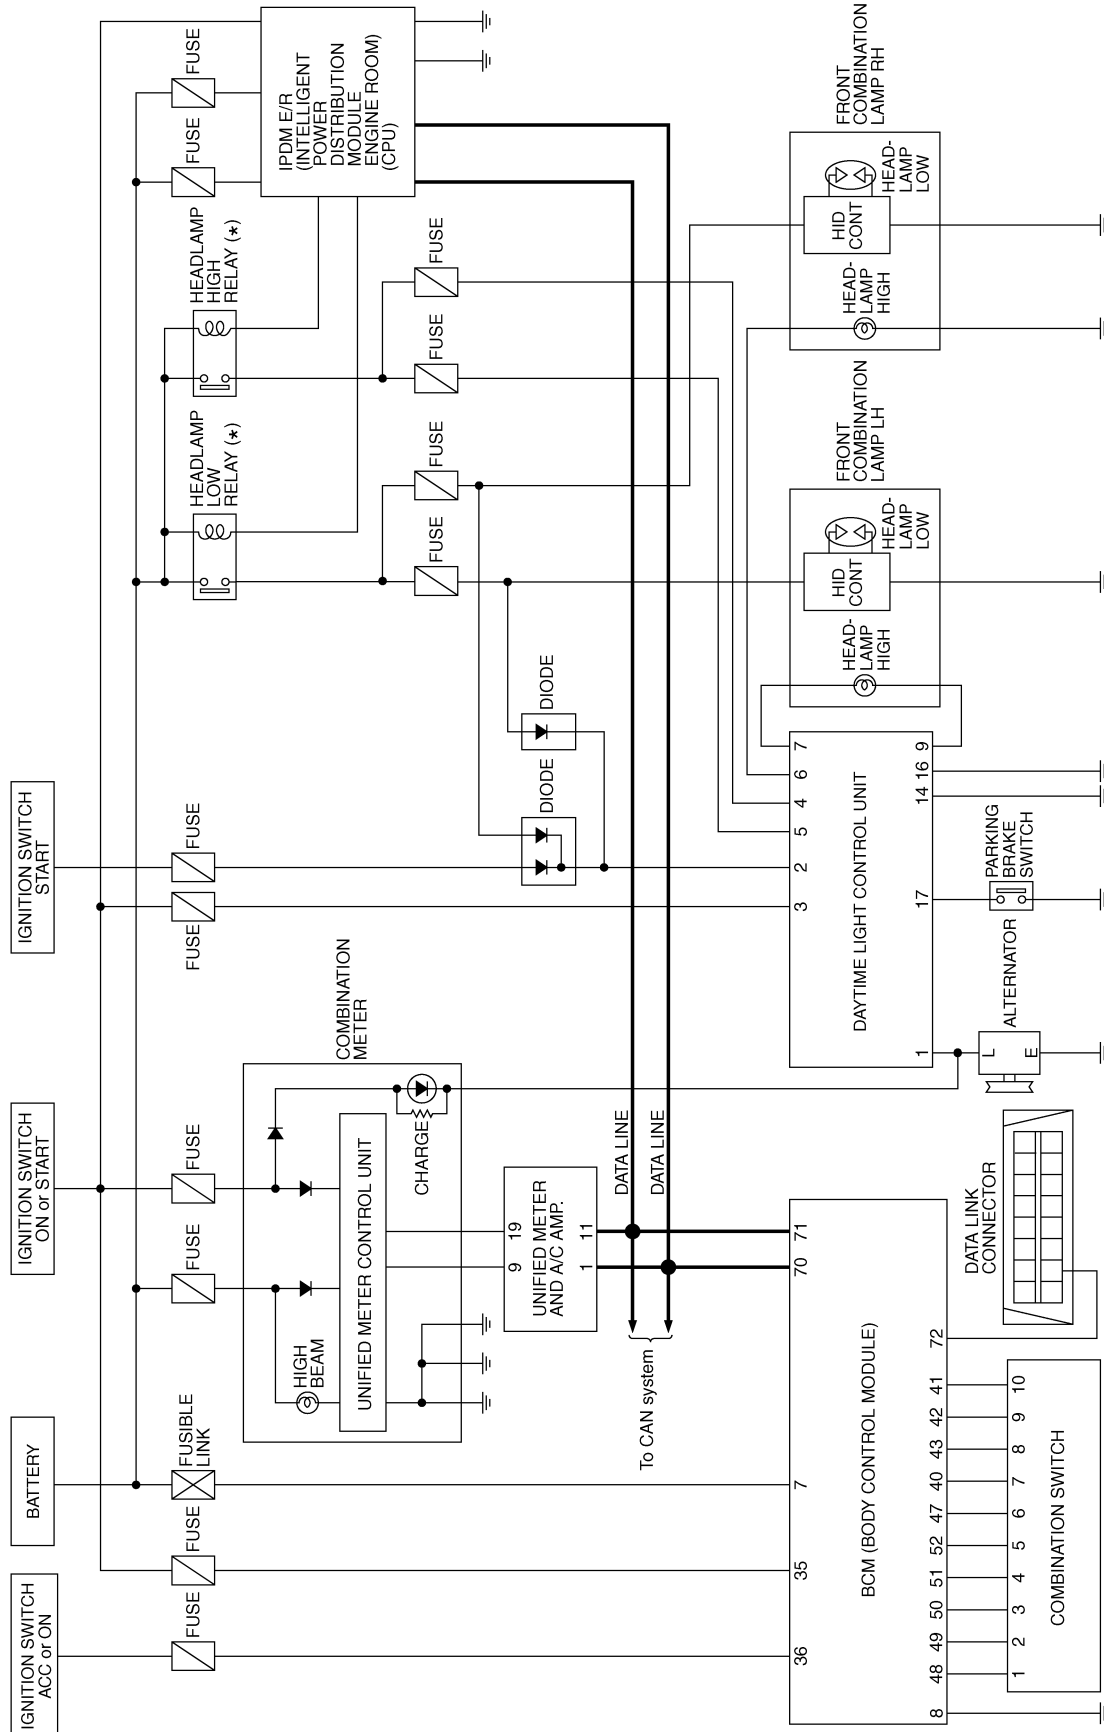 IGNITION SWITCH
ACC or ON
BATTERY
IGNITION SWITCH
ON or START
IGNITION SWITCH
START
FUSE
FUSE
FUSIBLE
LINK
FUSE
FUSE
FUSE
FUSE
HEADLAMP
LOW
RELAY (*)
HEADLAMP
HIGH
RELAY (*)
FUSE
FUSE
COMBINATION
METER
HIGH
BEAM
UNIFIED METER CONTROL UNIT
CHARGE
IPDM E/R
(INTELLIGENT
POWER
DISTRIBUTION
MODULE
ENGINE ROOM)
(CPU)
FUSE
FUSE
FUSE
FUSE
9 19
UNIFIED METER
AND A/C AMP.
1 11
DIODE
DIODE
To CAN system
DATA LINE
DATA LINE
36
35
7
70
71
BCM (BODY CONTROL MODULE)
8
48
49
50
51
52
47
40
43
42
41
72
1
2
3
4
5
6
7
8
9
10
COMBINATION SWITCH
DATA LINK
CONNECTOR
3
2
5
4
6
7
DAYTIME LIGHT CONTROL UNIT
1
17
14
16
9
L
E
ALTERNATOR
PARKING
BRAKE
SWITCH
FRONT
COMBINATION
LAMP LH
HEAD-
LAMP
HIGH
HID
CONT
HEAD-
LAMP
LOW
FRONT
COMBINATION
LAMP RH
HEAD-
LAMP
HIGH
HID
CONT
HEAD-
LAMP
LOW